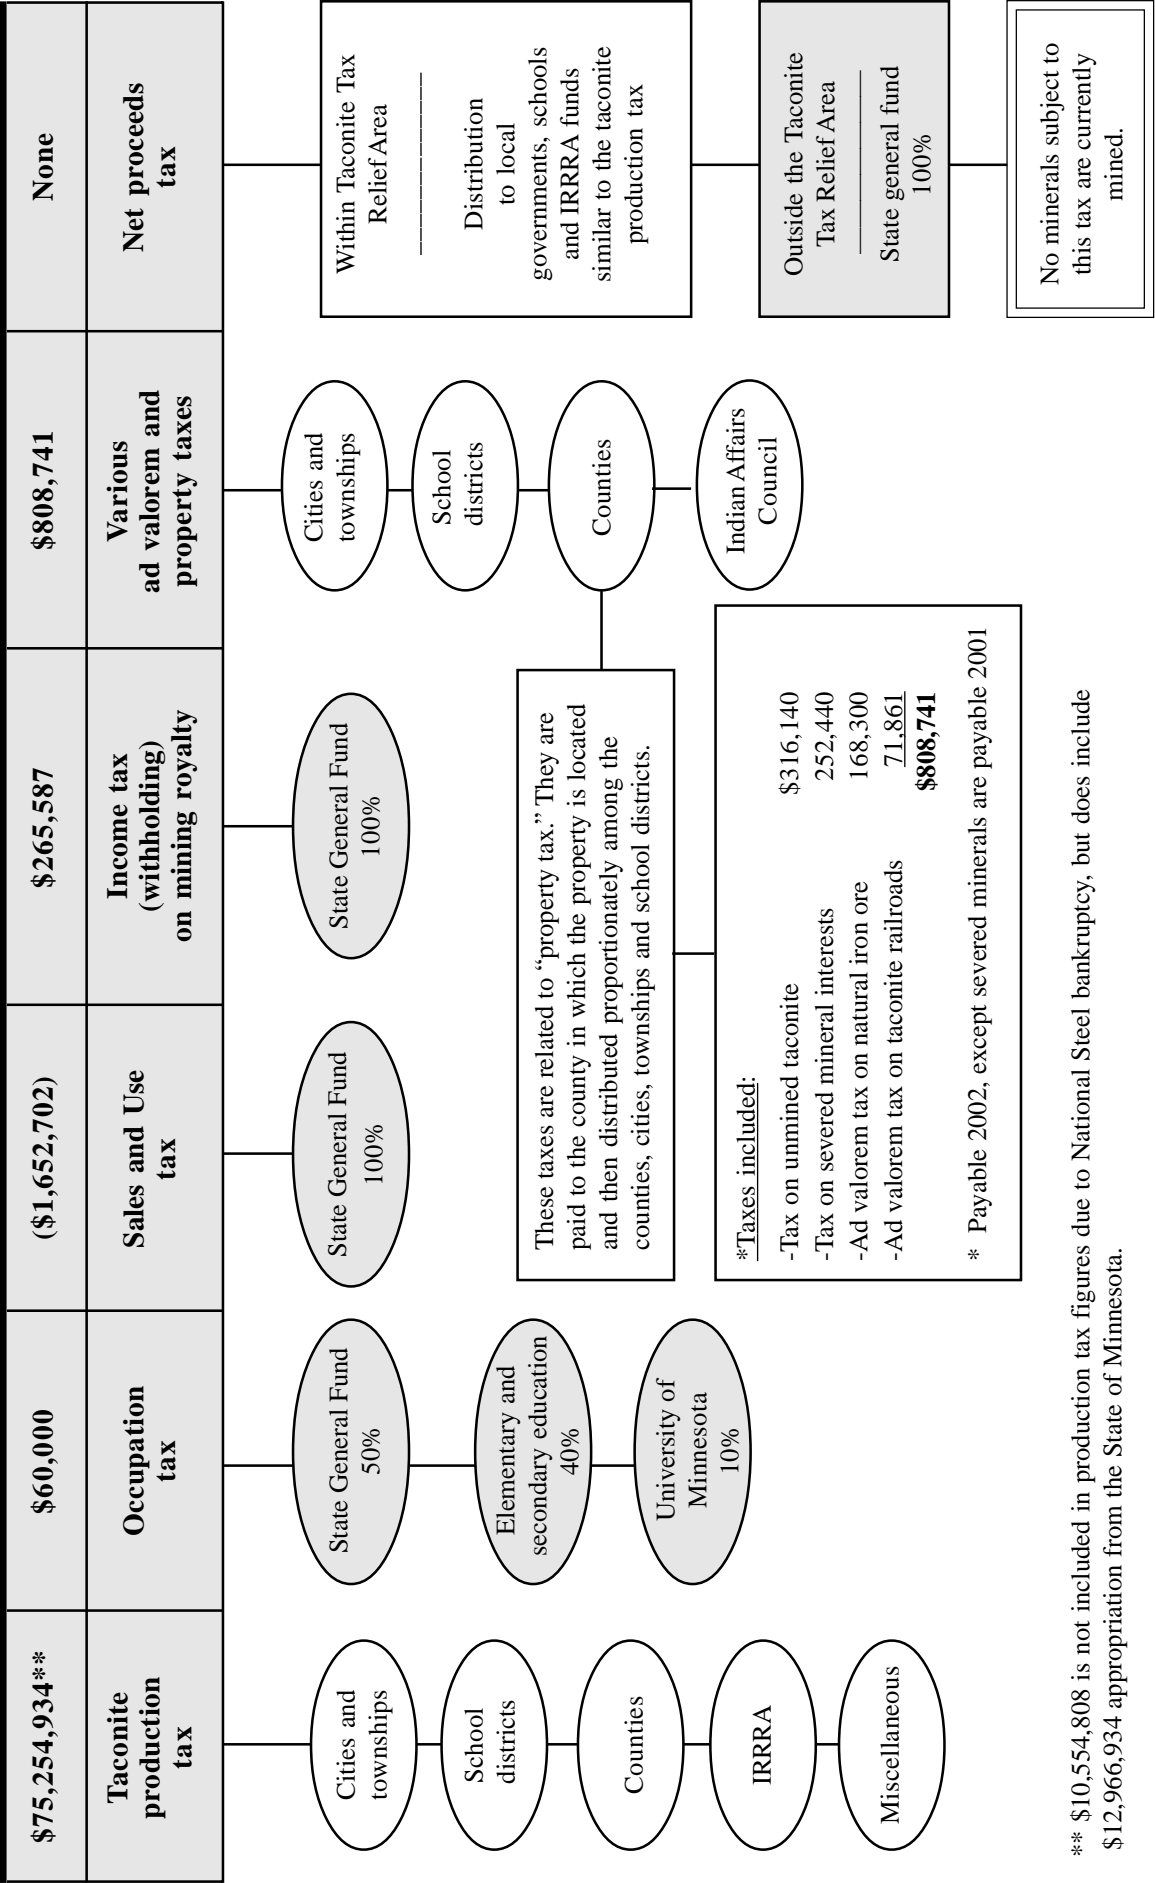 $75,254,934**
$60,000
($1,652,702)
$265,587
$808,741
None
Taconite
production
tax
Occupation
tax
Sales and Use
tax
Income tax
(withholding)
on mining royalty
Various
ad valorem and
property taxes
Net proceeds
tax
Cities and
townships
School
districts
Counties
IRRRA
Miscellaneous
State General Fund
50%
Elementary and
secondary education
40%
University of
Minnesota
10%
State General Fund
100%
State General Fund
100%
Cities and
townships
School
districts
Counties
Indian Affairs
Council
These taxes are related to “property tax.” They are
paid to the county in which the property is located
and then distributed proportionately among the
counties, cities, townships and school districts.
*Taxes included:
-Tax on unmined taconite $316,140
-Tax on severed mineral interests 252,440
-Ad valorem tax on natural iron ore 168,300
-Ad valorem tax on taconite railroads 71,861
$808,741
* Payable 2002, except severed minerals are payable 2001
Within Taconite Tax
Relief Area
Distribution
to local
governments, schools
and IRRRA funds
similar to the taconite
production tax
Outside the Taconite
Tax Relief Area
State general fund
100%
No minerals subject to
this tax are currently
mined.
** $10,554,808 is not included in production tax figures due to National Steel bankruptcy, but does include
$12,966,934 appropriation from the State of Minnesota.